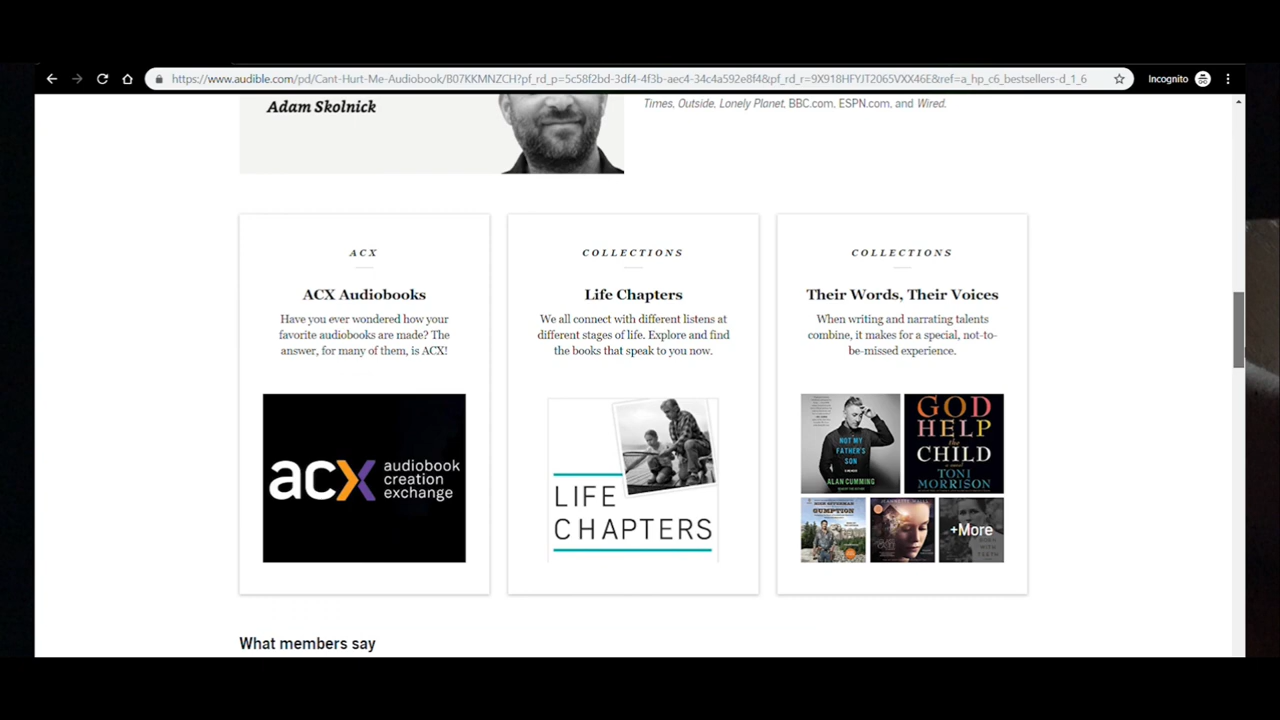 https://www.audible.com/pd/Cant-Hurt-Me-Audiobook/B07KKMNZCH?pf_rd_p=5c58f2bd-3df4-4f3b-aec4-34c4a592e8f4&pf_rd_r=9X918HFYJT2065VXX46E&ref=a_hp_c6_bestsellers-d_1_6
Incognito
Adam Skolnick
Times, Outside, Lonely Planet, BBC.com, ESPN.com, and Wired.
ACX
ACX Audiobooks
Have you ever wondered how your
favorite audiobooks are made? The
answer, for many of them, is ACX!
acx audiobook
creation
exchange
COLLECTIONS
Life Chapters
We all connect with different listens at
different stages of life. Explore and find
the books that speak to you now.
LIFE
CHAPTERS
COLLECTIONS
Their Words, Their Voices
When writing and narrating talents
combine, it makes for a special, not-to-
be-missed experience.
NOT MY
FATHER'S
SON
ALAN CUMMING
GOD
HELP
the
CHILD
a novel
TONI
MORRISON
GUMPTION
+More
What members say